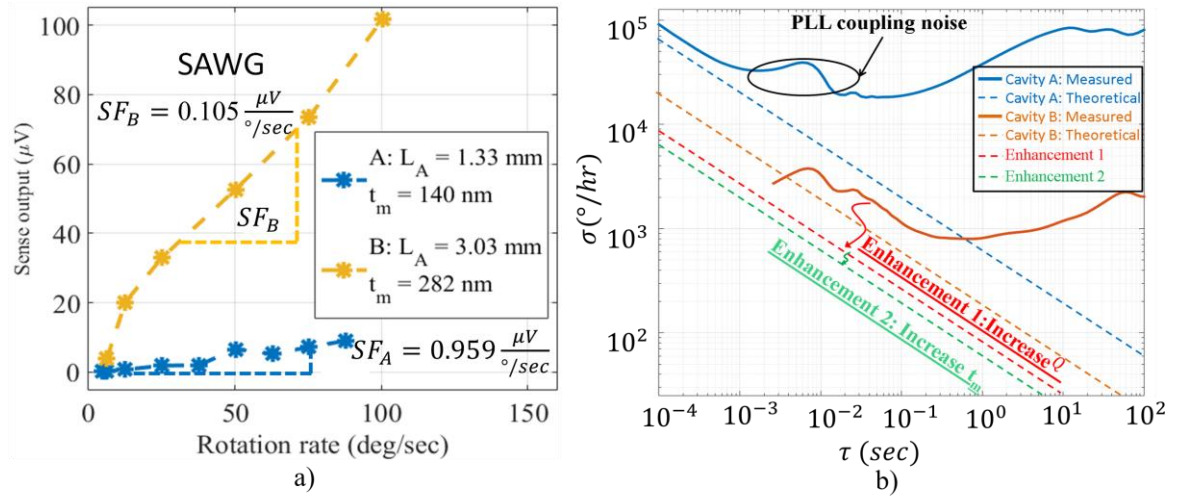 a)
SAWG
SF_B = 0.105 μV/°/sec
SF_B
A: L_A = 1.33 mm
t_m = 140 nm
B: L_A = 3.03 mm
t_m = 282 nm
SF_A = 0.959 μV/°/sec
Sense output (μV)
100
80
60
40
20
0
0 50 100 150
Rotation rate (deg/sec)
a)
b)
PLL coupling noise
Cavity A: Measured
Cavity A: Theoretical
Cavity B: Measured
Cavity B: Theoretical
Enhancement 1
Enhancement 2
Enhancement 1:Increase Q
Enhancement 2: Increase t_m
σ(°/hr)
10^5
10^4
10^3
10^2
10^-4 10^-3 10^-2 10^-1 10^0 10^1 10^2
τ (sec)
b)